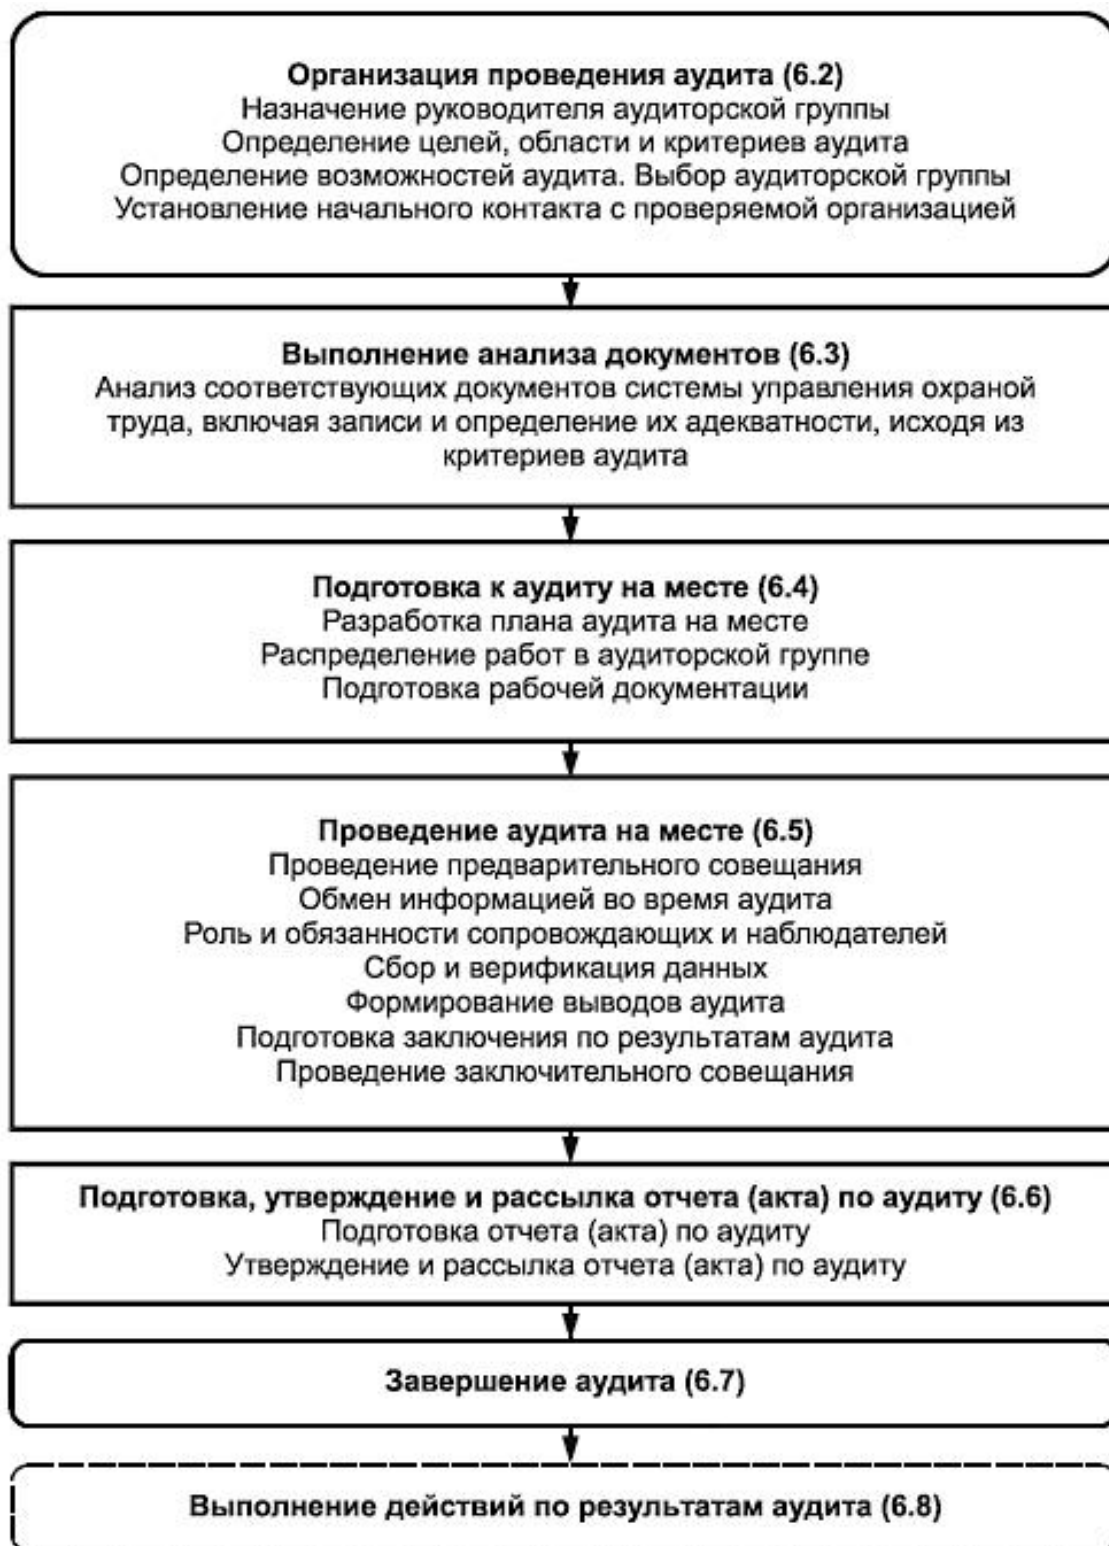 Организация проведения аудита (6.2)
Назначение руководителя аудиторской группы
Определение целей, области и критериев аудита
Определение возможностей аудита. Выбор аудиторской группы
Установление начального контакта с проверяемой организацией
Выполнение анализа документов (6.3)
Анализ соответствующих документов системы управления охраной
труда, включая записи и определение их адекватности, исходя из
критериев аудита
Подготовка к аудиту на месте (6.4)
Разработка плана аудита на месте
Распределение работ в аудиторской группе
Подготовка рабочей документации
Проведение аудита на месте (6.5)
Проведение предварительного совещания
Обмен информацией во время аудита
Роль и обязанности сопровождающих и наблюдателей
Сбор и верификация данных
Формирование выводов аудита
Подготовка заключения по результатам аудита
Проведение заключительного совещания
Подготовка, утверждение и рассылка отчета (акта) по аудиту (6.6)
Подготовка отчета (акта) по аудиту
Утверждение и рассылка отчета (акта) по аудиту
Завершение аудита (6.7)
Выполнение действий по результатам аудита (6.8)